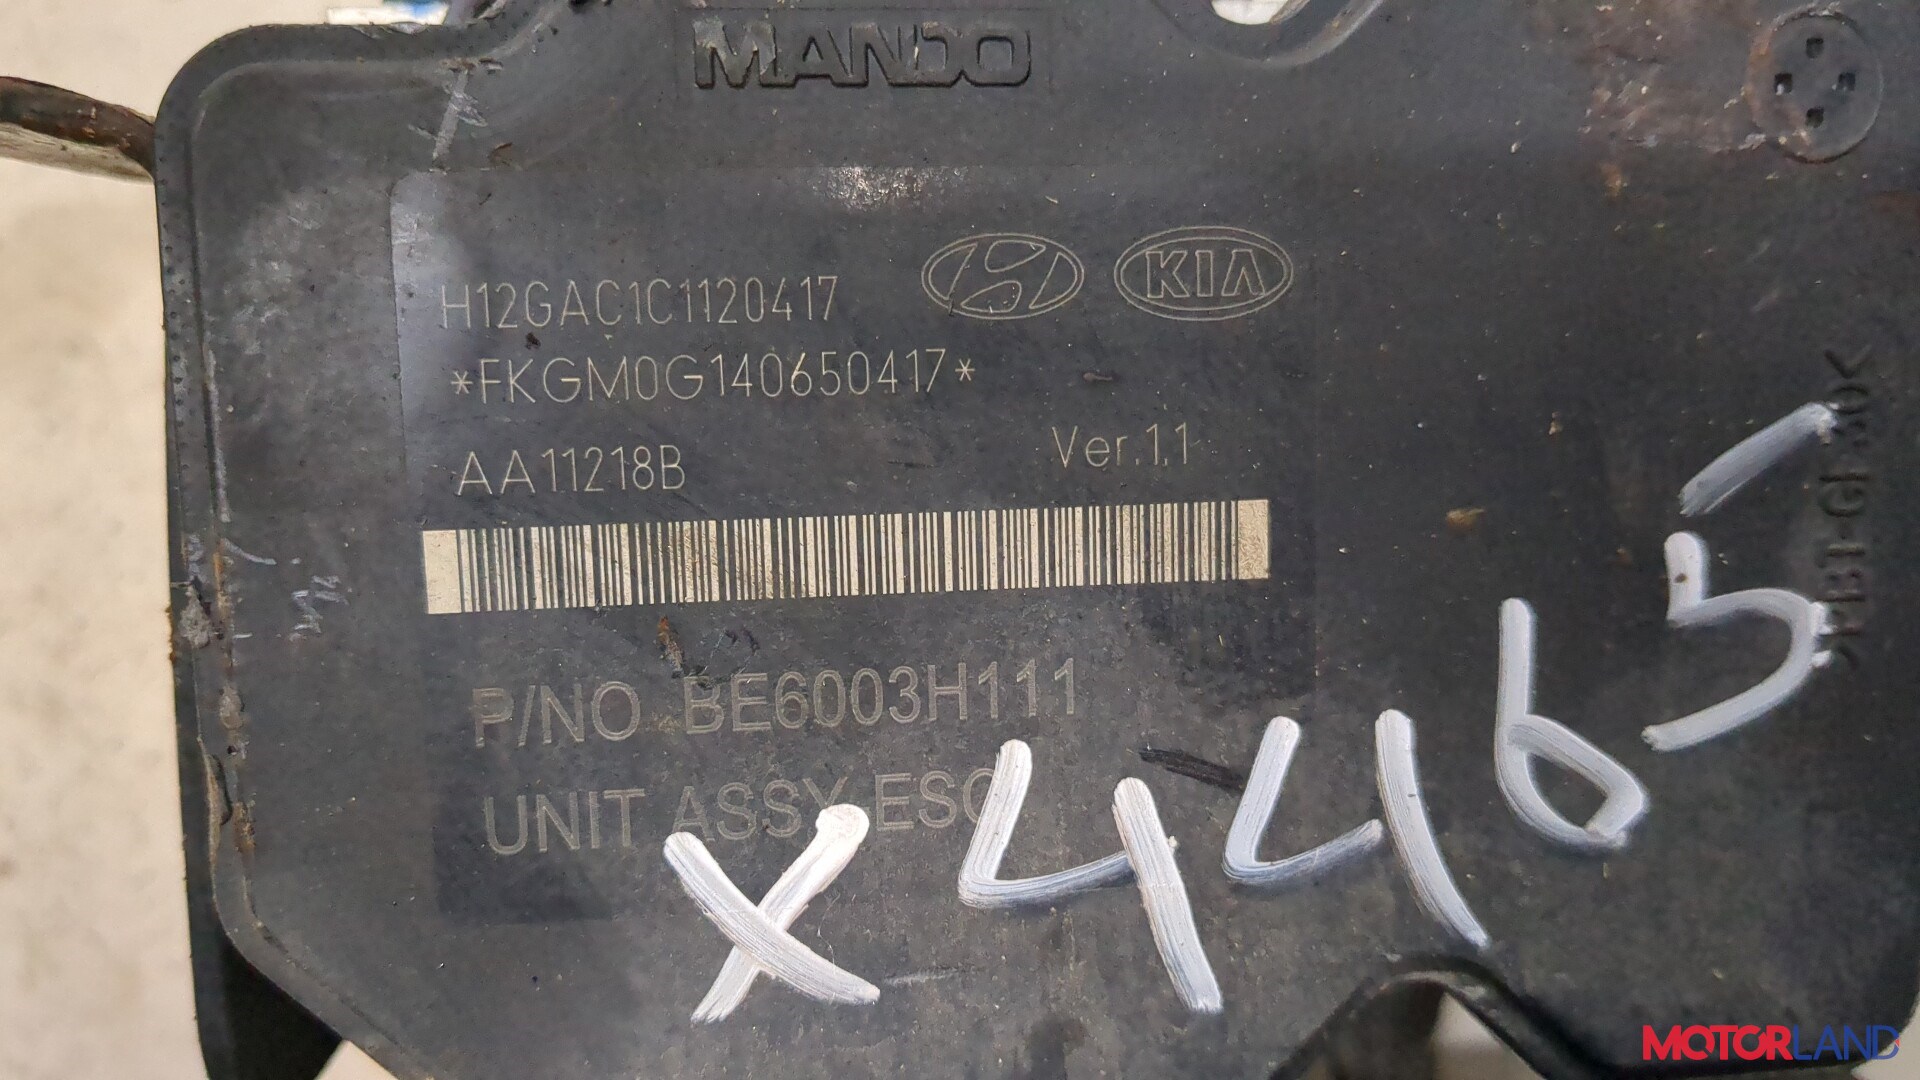 MANDO
H12GAC1C1120417
KIA
*FKGM0G140650417*
AA11218B
Ver.1.1
P/NO BE6003H111
UNIT ASSY ESC
X4465
MOTORLAND